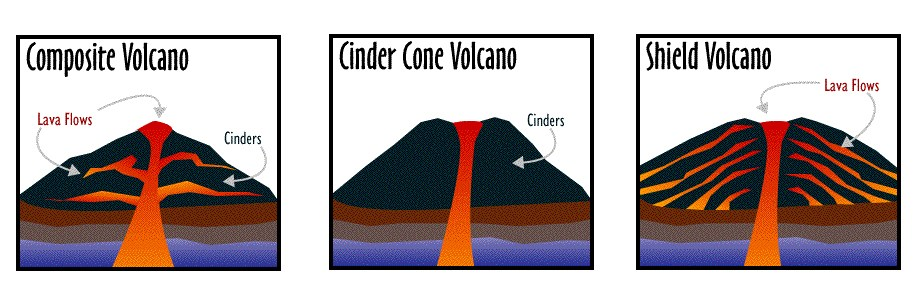 Composite Volcano
Lava Flows
Cinders
Cinder Cone Volcano
Cinders
Shield Volcano
Lava Flows